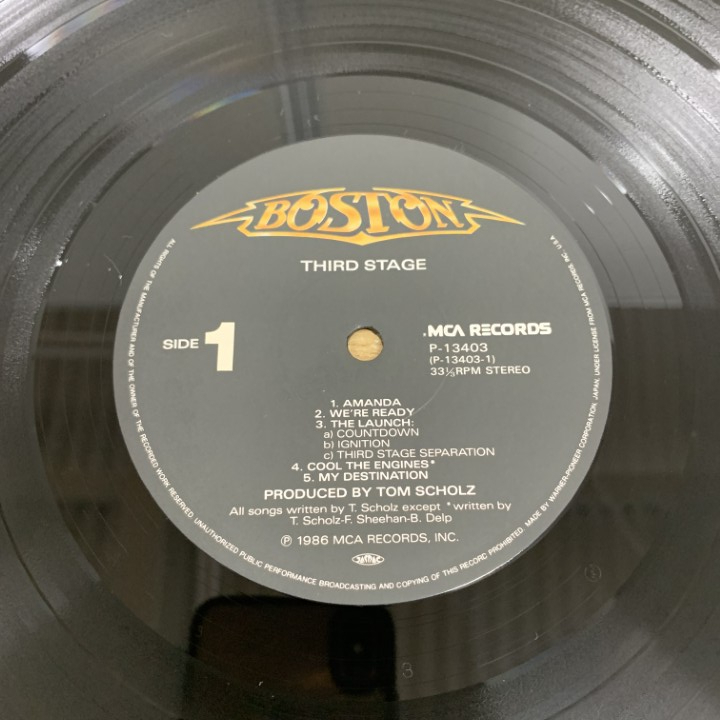 BOSTON
THIRD STAGE
SIDE 1
MCA RECORDS
P-13403
(P-13403-1)
33⅓RPM STEREO
1. AMANDA
2. WE'RE READY
3. THE LAUNCH:
a) COUNTDOWN
b) IGNITION
c) THIRD STAGE SEPARATION
4. COOL THE ENGINES*
5. MY DESTINATION
PRODUCED BY TOM SCHOLZ
All songs written by T. Scholz except * written by
T. Scholz-F. Sheehan-B. Delp
℗ 1986 MCA RECORDS, INC.
JASRAC
ALL RIGHTS OF THE MANUFACTURER AND OF THE OWNER OF THE RECORDED WORK RESERVED. UNAUTHORIZED PUBLIC PERFORMANCE BROADCASTING AND COPYING OF THIS RECORD PROHIBITED. MADE BY WARNER-PIONEER CORPORATION, JAPAN, UNDER LICENSE FROM MCA RECORDS, INC. U.S.A.
3